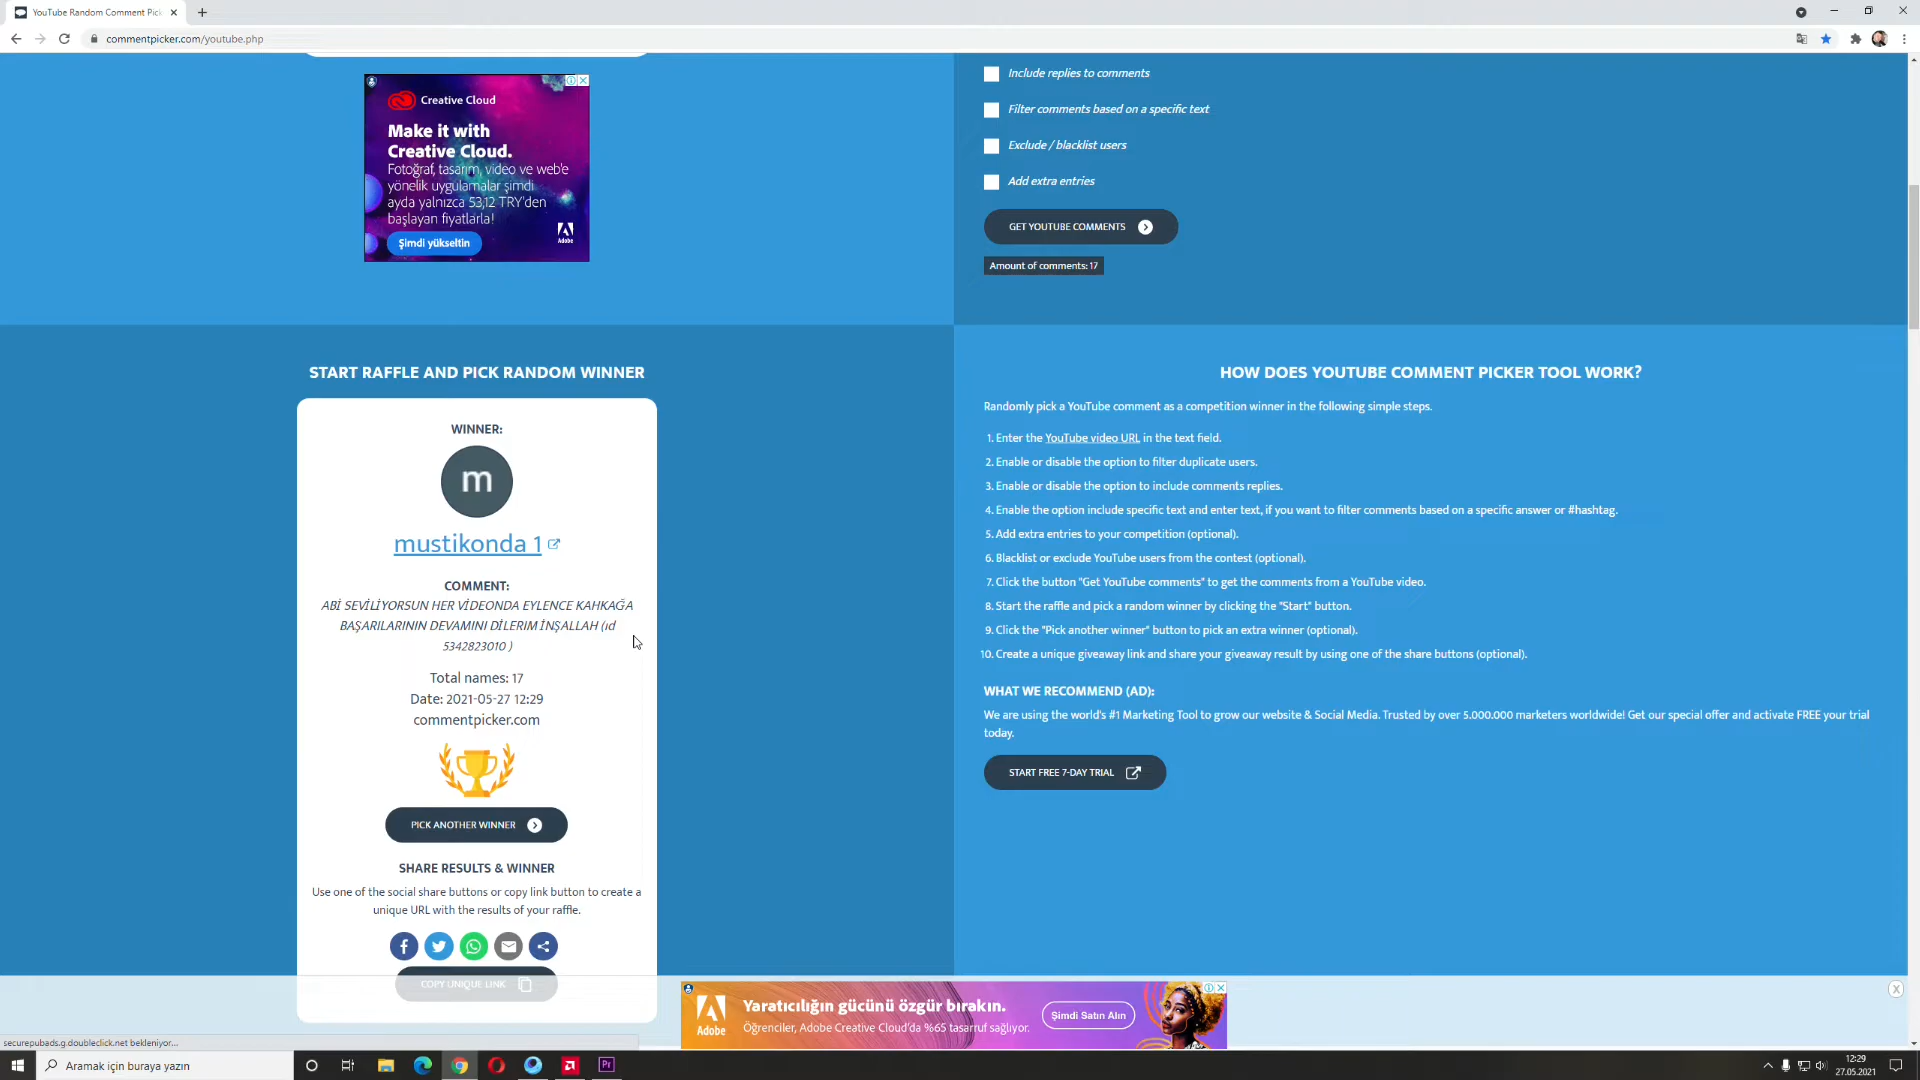 YouTube Random Comment Pick
commentpicker.com/youtube.php
Creative Cloud
Make it with
Creative Cloud.
Fotoğraf, tasarım, video ve web'e
yönelik uygulamalar şimdi
ayda yalnızca 53,12 TRY'den
başlayan fiyatlarla!
Şimdi yükseltin
Adobe
Include replies to comments
Filter comments based on a specific text
Exclude / blacklist users
Add extra entries
GET YOUTUBE COMMENTS
Amount of comments: 17
START RAFFLE AND PICK RANDOM WINNER
WINNER:
m
mustikonda 1
COMMENT:
ABİ SEVİLİYORSUN HER VİDEONDA EYLENCE KAHKAĞA
BAŞARILARININ DEVAMINI DİLERIM İNŞALLAH (ıd
5342823010 )
Total names: 17
Date: 2021-05-27 12:29
commentpicker.com
PICK ANOTHER WINNER
SHARE RESULTS & WINNER
Use one of the social share buttons or copy link button to create a
unique URL with the results of your raffle.
COPY UNIQUE LINK
HOW DOES YOUTUBE COMMENT PICKER TOOL WORK?
Randomly pick a YouTube comment as a competition winner in the following simple steps.
1. Enter the YouTube video URL in the text field.
2. Enable or disable the option to filter duplicate users.
3. Enable or disable the option to include comments replies.
4. Enable the option include specific text and enter text, if you want to filter comments based on a specific answer or #hashtag.
5. Add extra entries to your competition (optional).
6. Blacklist or exclude YouTube users from the contest (optional).
7. Click the button "Get YouTube comments" to get the comments from a YouTube video.
8. Start the raffle and pick a random winner by clicking the "Start" button.
9. Click the "Pick another winner" button to pick an extra winner (optional).
10. Create a unique giveaway link and share your giveaway result by using one of the share buttons (optional).
WHAT WE RECOMMEND (AD):
We are using the world's #1 Marketing Tool to grow our website & Social Media. Trusted by over 5.000.000 marketers worldwide! Get our special offer and activate FREE your trial
today.
START FREE 7-DAY TRIAL
Adobe
Yaratıcılığın gücünü özgür bırakın.
Öğrenciler, Adobe Creative Cloud'da %65 tasarruf sağlıyor.
Şimdi Satın Alın
X
securepubads.g.doubleclick.net bekleniyor...
Aramak için buraya yazın
Pr
12:29
27.05.2021